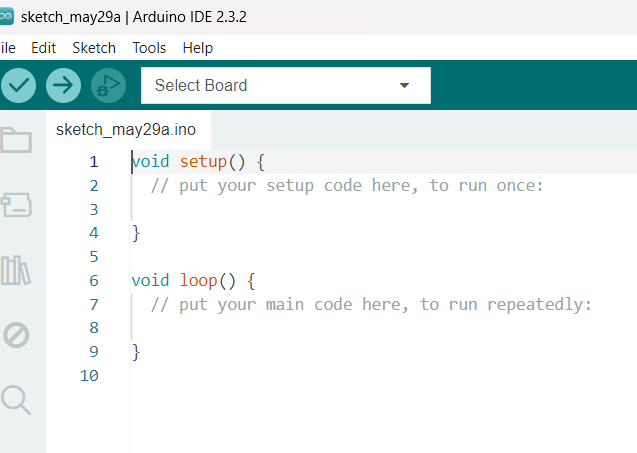 sketch_may29a | Arduino IDE 2.3.2
ile Edit Sketch Tools Help
Select Board
sketch_may29a.ino
1 void setup() {
2 // put your setup code here, to run once:
3
4 }
5
6 void loop() {
7 // put your main code here, to run repeatedly:
8
9 }
10